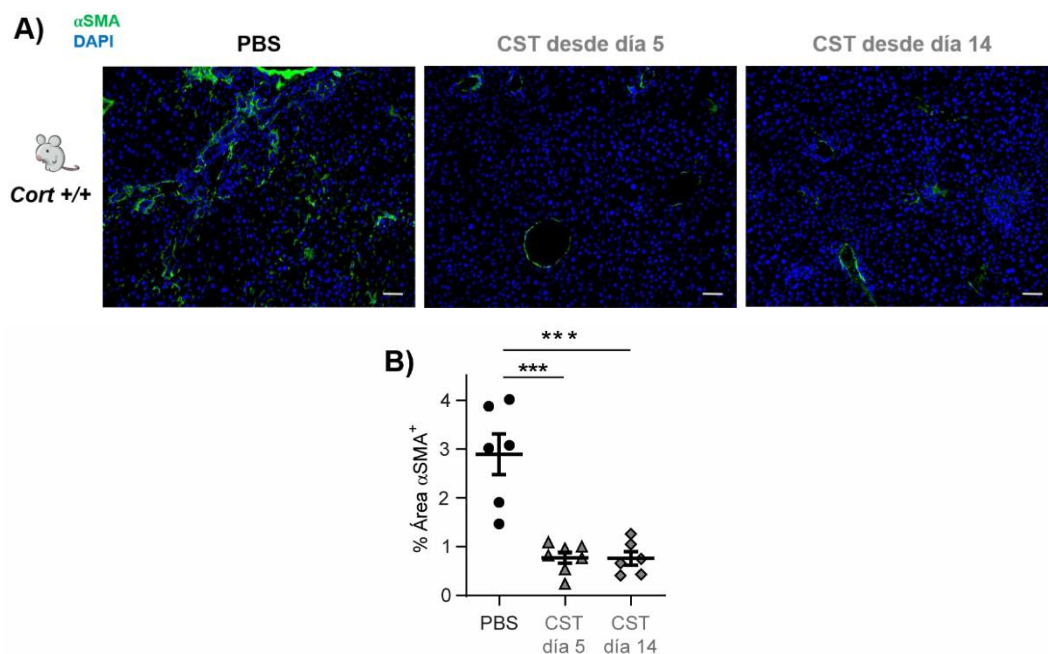 A)
αSMA
DAPI
PBS
CST desde día 5
CST desde día 14
Cort +/+
B)
***
***
% Área αSMA⁺
4
3
2
1
0
PBS
CST
día 5
CST
día 14